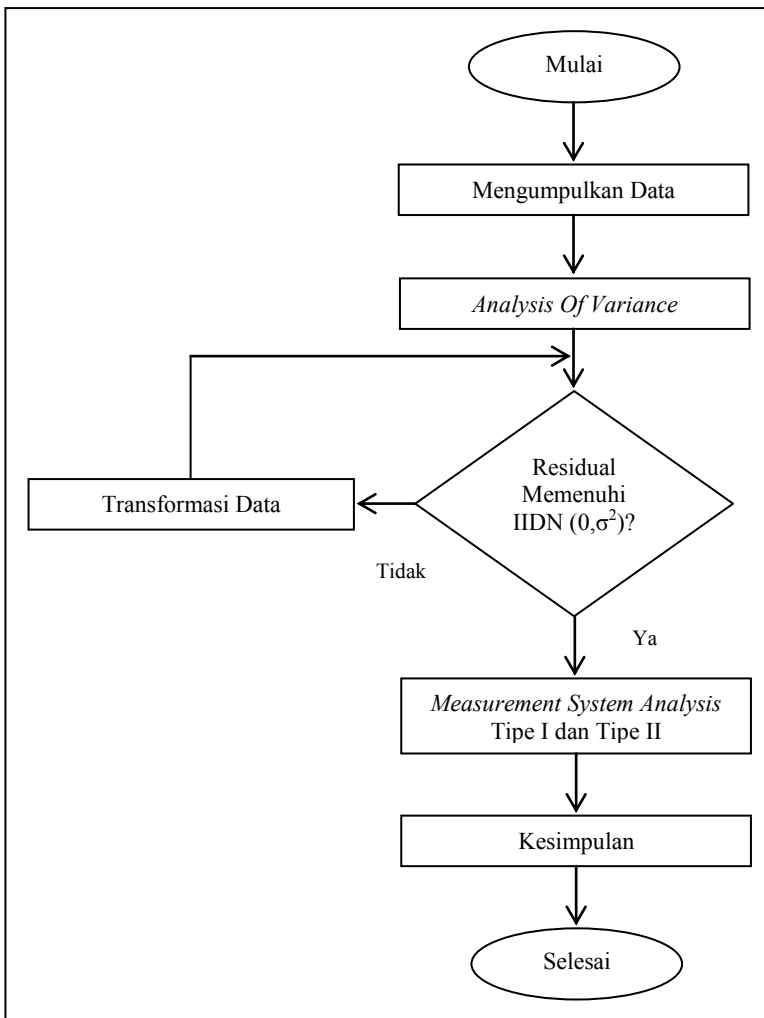 Mulai
Mengumpulkan Data
Analysis Of Variance
Residual
Memenuhi
IIDN (0,σ²)?
Transformasi Data
Tidak
Ya
Measurement System Analysis
Tipe I dan Tipe II
Kesimpulan
Selesai